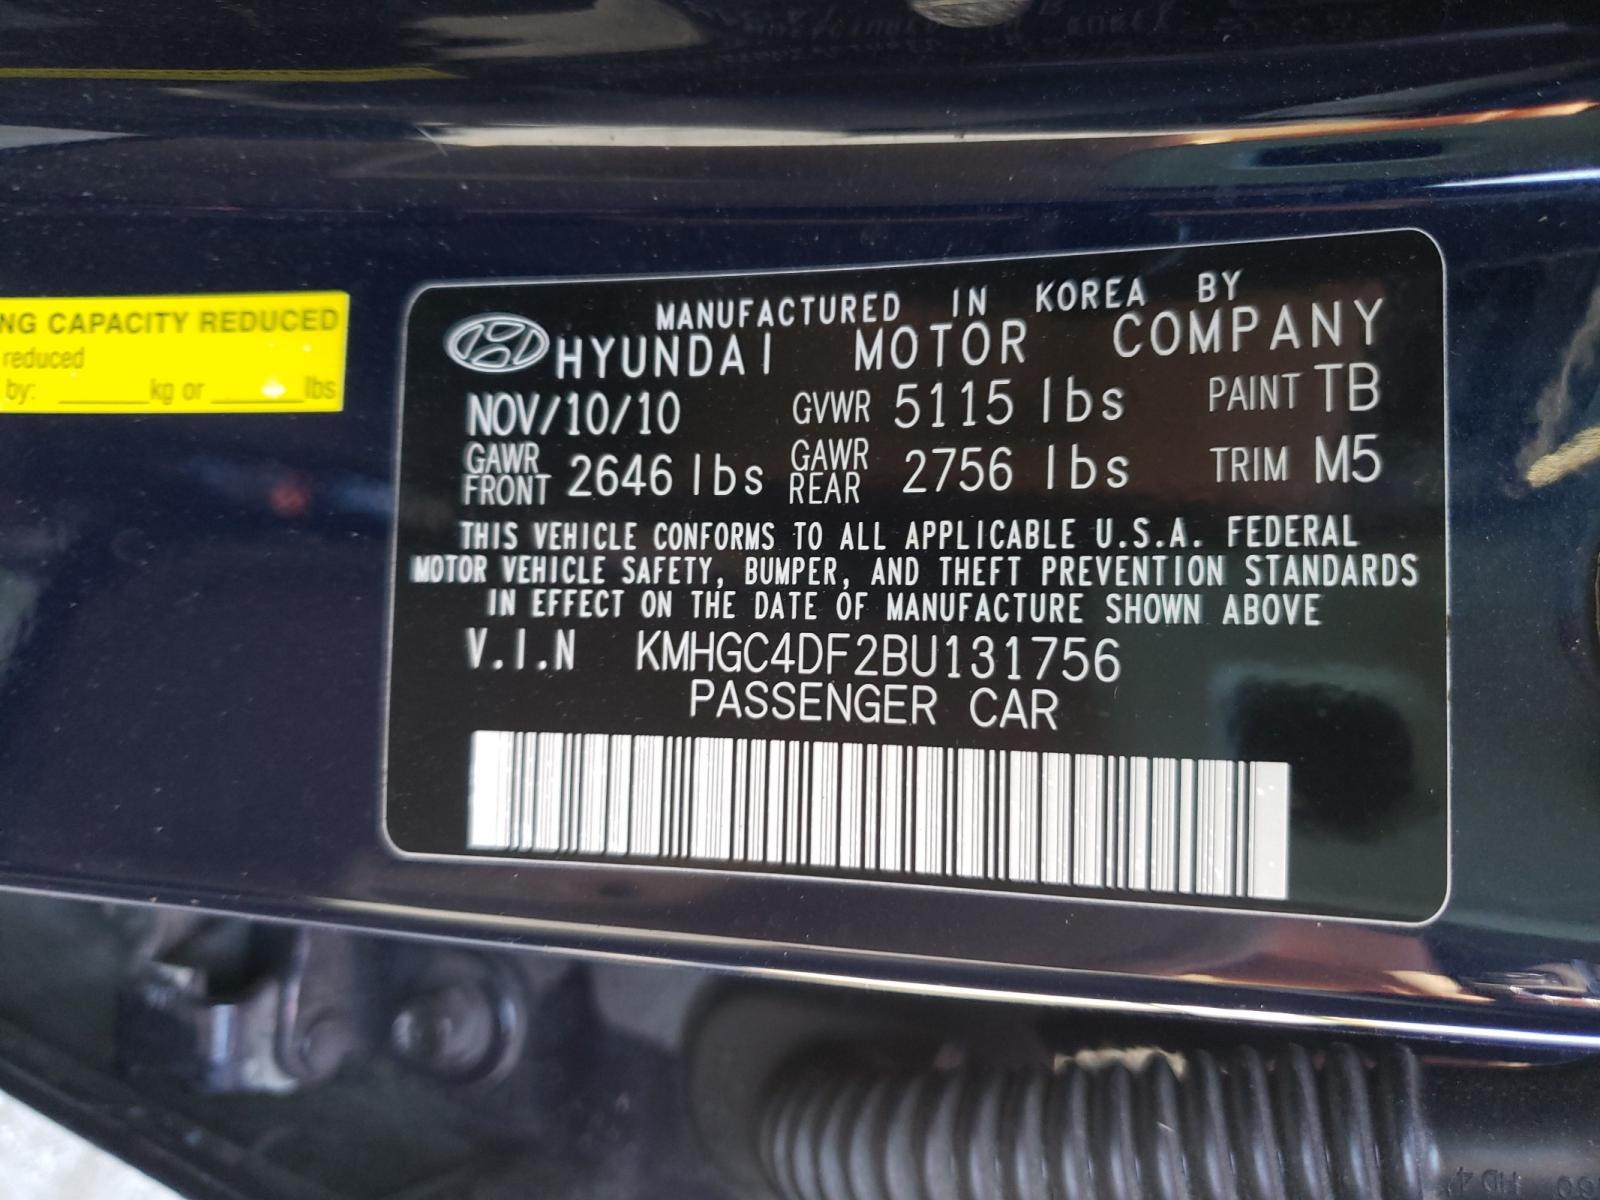 MANUFACTURED IN KOREA BY
HYUNDAI MOTOR COMPANY
NOV/10/10 GVWR 5115 lbs PAINT TB
GAWR FRONT 2646 lbs GAWR REAR 2756 lbs TRIM M5
THIS VEHICLE CONFORMS TO ALL APPLICABLE U.S.A. FEDERAL
MOTOR VEHICLE SAFETY, BUMPER, AND THEFT PREVENTION STANDARDS
IN EFFECT ON THE DATE OF MANUFACTURE SHOWN ABOVE
V.I.N KMHGC4DF2BU131756
PASSENGER CAR
NG CAPACITY REDUCED
reduced
by: ______kg or ______lbs